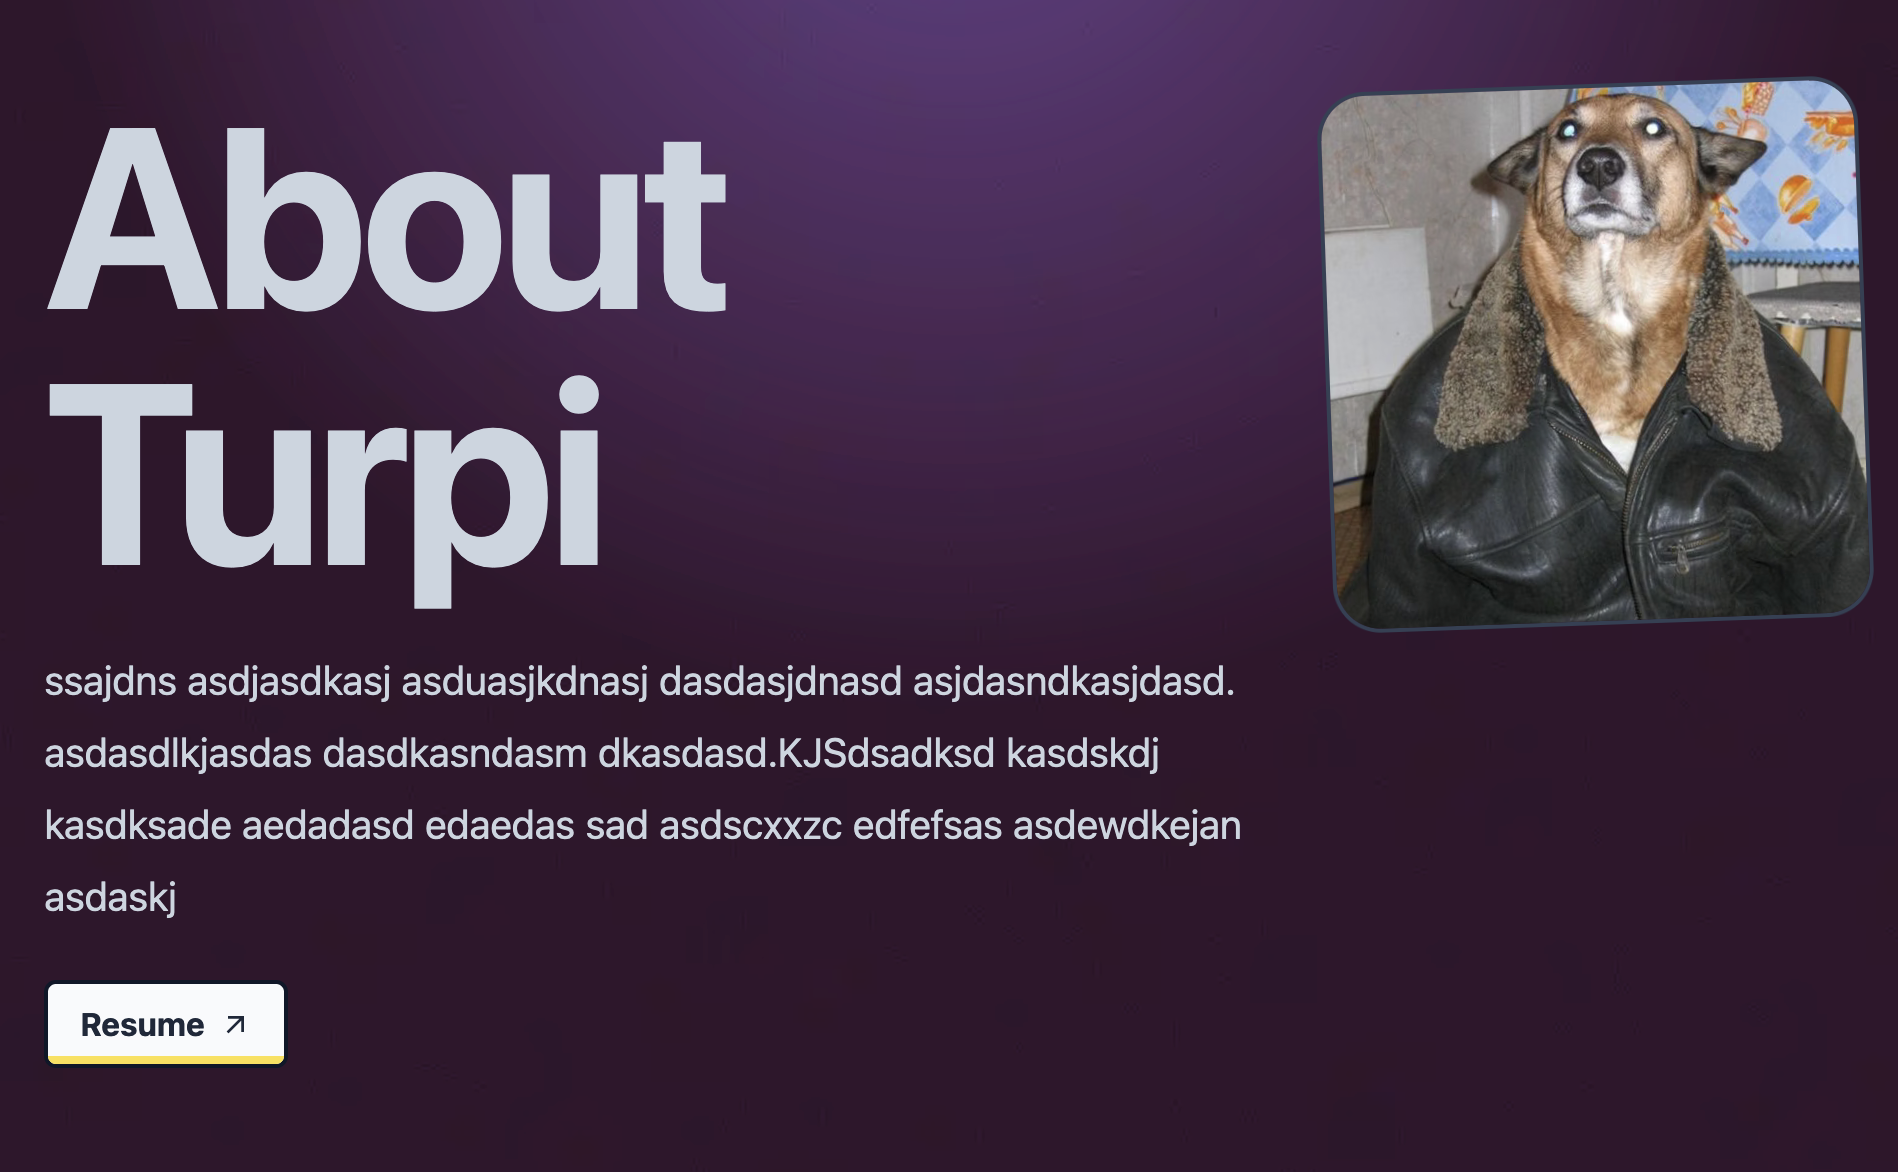 About
Turpi
ssajdns asdjasdkasj asduasjkdnasj dasdasjdnasd asjdasndkasjdasd.
asdasdlkjasdas dasdkasndasm dkasdasd.KJSdsadksd kasdskdj
kasdksade aedadasd edaedas sad asdscxxzc edfefsas asdewdkejan
asdaskj
Resume